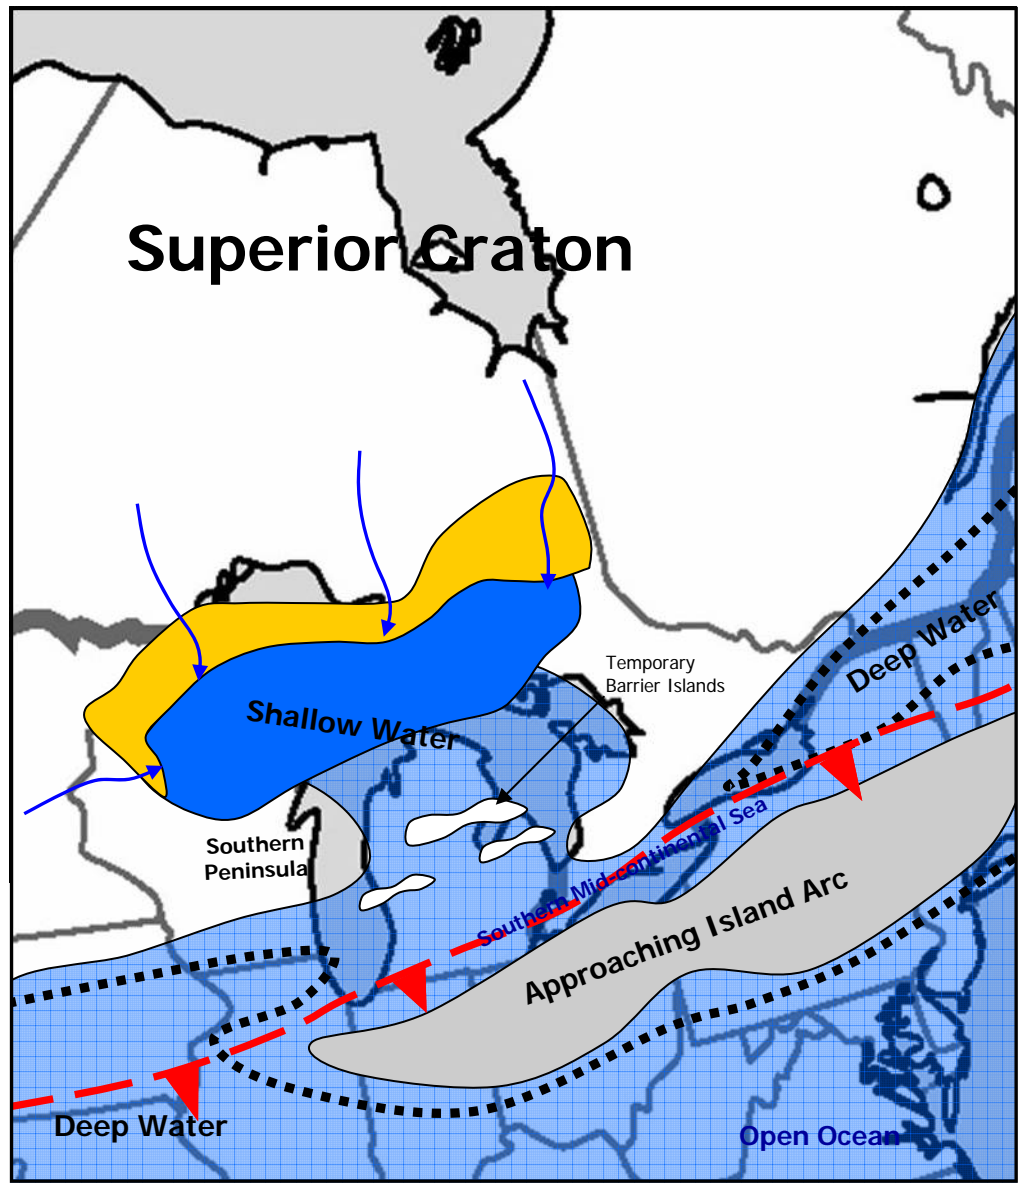 Superior Craton
Deep Water
Temporary
Barrier Islands
Shallow Water
Southern
Peninsula
Southern Mid-continental Sea
Approaching Island Arc
Deep Water
Open Ocean